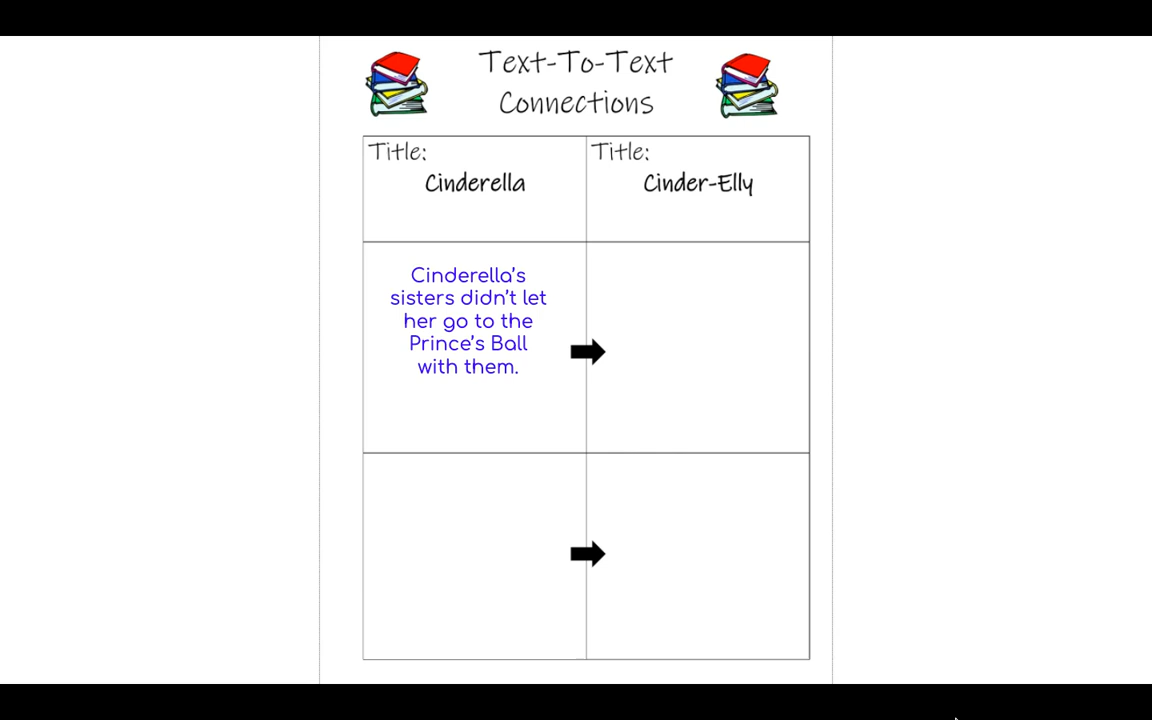 Text-To-Text
Connections
Title:
Cinderella
Title:
Cinder-Elly
Cinderella's
sisters didn't let
her go to the
Prince's Ball
with them.